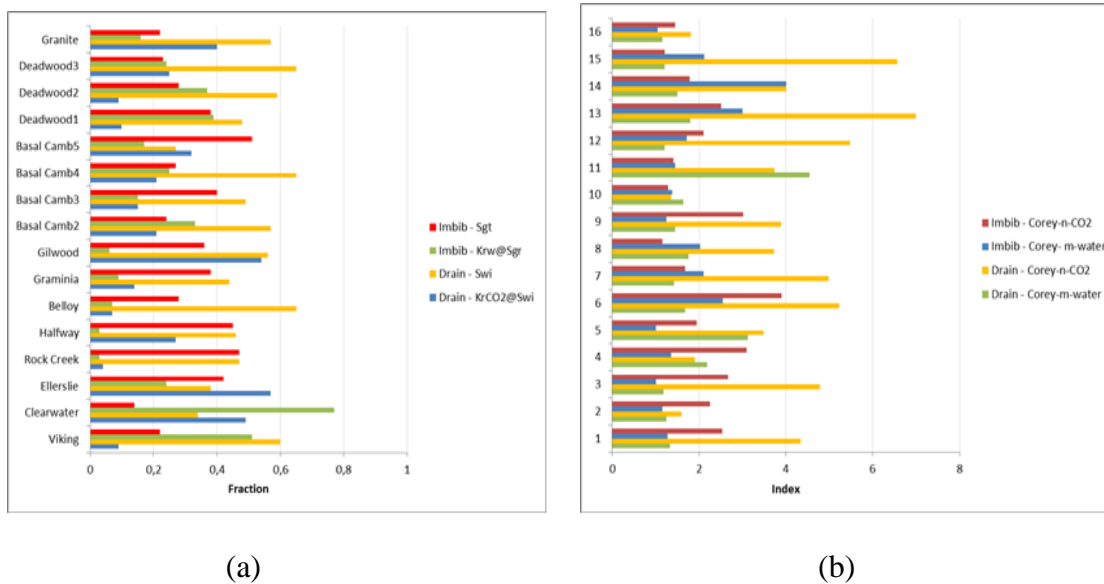 Granite
Deadwood3
Deadwood2
Deadwood1
Basal Camb5
Basal Camb4
Basal Camb3
Basal Camb2
Gilwood
Graminia
Belloy
Halfway
Rock Creek
Ellerslie
Clearwater
Viking
0 0,2 0,4 0,6 0,8 1
Fraction
Imbib - Sgt
Imbib - Krw@Sgr
Drain - Swi
Drain - KrCO2@Swi
(a)
16
15
14
13
12
11
10
9
8
7
6
5
4
3
2
1
0 2 4 6 8
Index
Imbib - Corey-n-CO2
Imbib - Corey- m-water
Drain - Corey-n-CO2
Drain - Corey-m-water
(b)